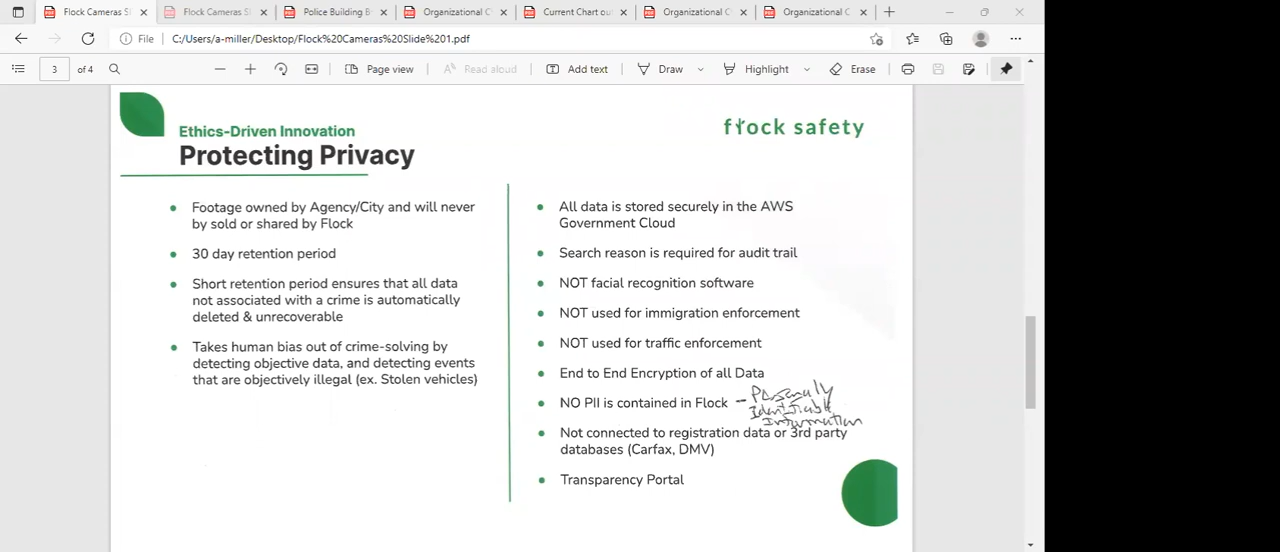 Flock Cameras Sl
Flock Cameras S
Police Building B
Organizational C
Current Chart ou
Organizational C
Organizational C
File
C:/Users/a-miller/Desktop/Flock%20Cameras%20Slide%201.pdf
3 of 4
Page view
Read aloud
Add text
Draw
Highlight
Erase
Ethics-Driven Innovation
Protecting Privacy
flock safety
Footage owned by Agency/City and will never
by sold or shared by Flock
30 day retention period
Short retention period ensures that all data
not associated with a crime is automatically
deleted & unrecoverable
Takes human bias out of crime-solving by
detecting objective data, and detecting events
that are objectively illegal (ex. Stolen vehicles)
All data is stored securely in the AWS
Government Cloud
Search reason is required for audit trail
NOT facial recognition software
NOT used for immigration enforcement
NOT used for traffic enforcement
End to End Encryption of all Data
NO PII is contained in Flock – Personally
Identifiable
Information
Not connected to registration data or 3rd party
databases (Carfax, DMV)
Transparency Portal